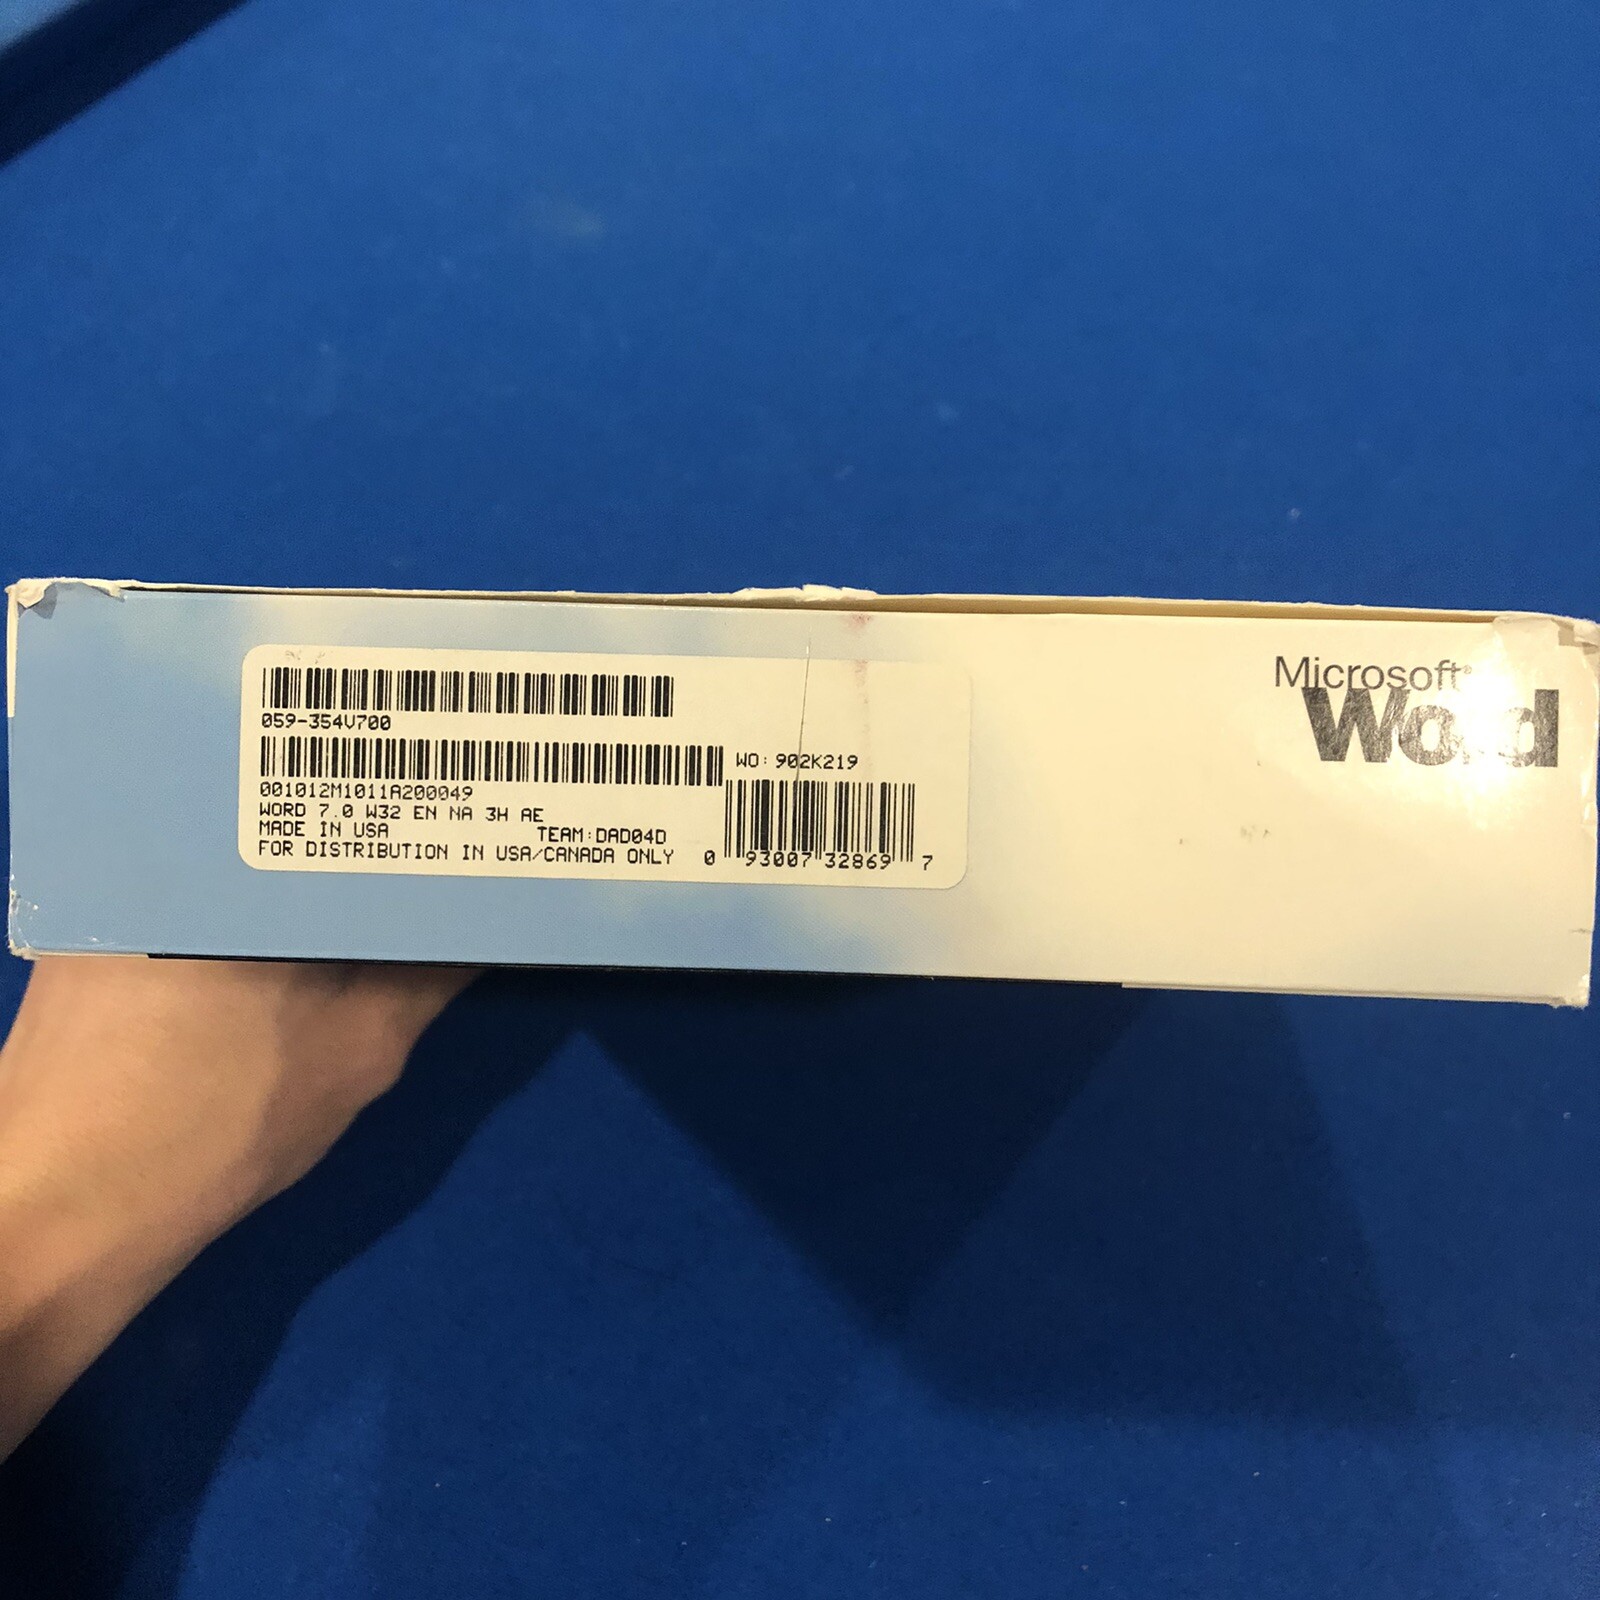 059-354V700
001012M1011A200049
WO: 902K219
WORD 7.0 W32 EN NA 3H AE
MADE IN USA TEAM:DAD04D
FOR DISTRIBUTION IN USA/CANADA ONLY
0 93007 32869 7
Microsoft®
Word